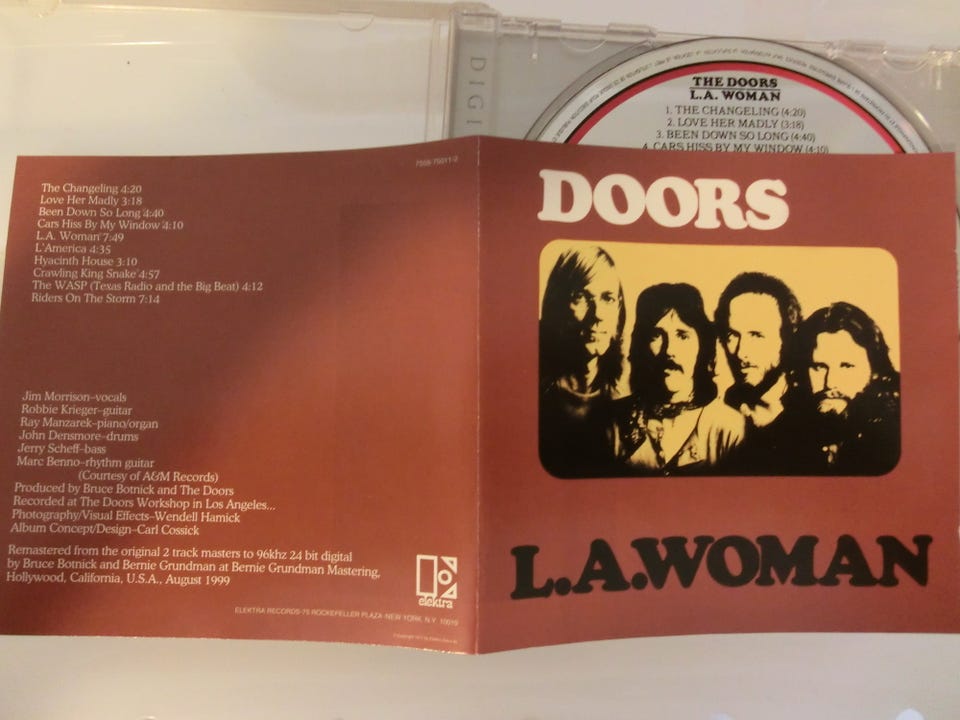 DIGI
THE DOORS
L.A. WOMAN
1. THE CHANGELING (4:20)
2. LOVE HER MADLY (3:18)
3. BEEN DOWN SO LONG (4:40)
4. CARS HISS BY MY WINDOW (4:10)
7559-75011-2
The Changeling 4:20
Love Her Madly 3:18
Been Down So Long 4:40
Cars Hiss By My Window 4:10
L.A. Woman 7:49
L'America 4:35
Hyacinth House 3:10
Crawling King Snake 4:57
The WASP (Texas Radio and the Big Beat) 4:12
Riders On The Storm 7:14
Jim Morrison–vocals
Robbie Krieger–guitar
Ray Manzarek–piano/organ
John Densmore–drums
Jerry Scheff–bass
Marc Benno–rhythm guitar
(Courtesy of A&M Records)
Produced by Bruce Botnick and The Doors
Recorded at The Doors Workshop in Los Angeles...
Photography/Visual Effects–Wendell Hamick
Album Concept/Design–Carl Cossick
Remastered from the original 2 track masters to 96khz 24 bit digital
by Bruce Botnick and Bernie Grundman at Bernie Grundman Mastering,
Hollywood, California, U.S.A., August 1999
elektra
ELEKTRA RECORDS·75 ROCKEFELLER PLAZA·NEW YORK, N.Y. 10019
DOORS
L.A.WOMAN